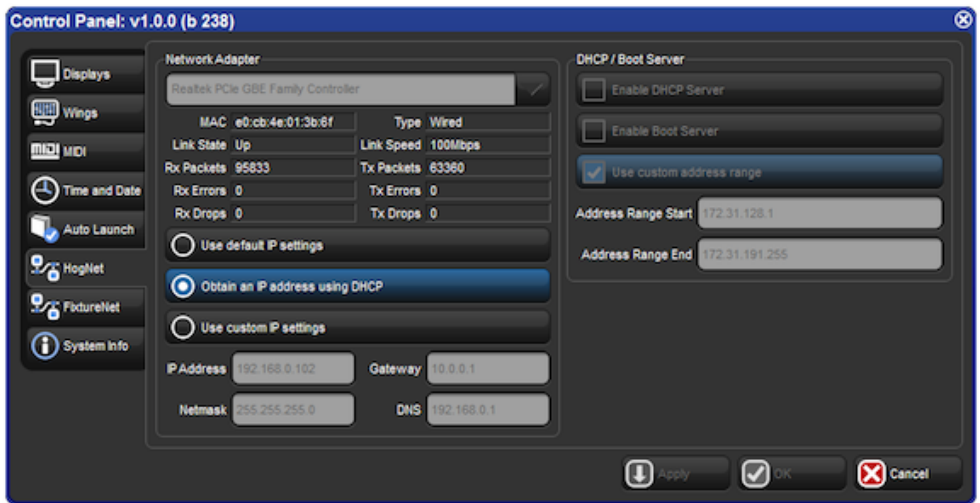 Control Panel: v1.0.0 (b 238)
Displays
Wings
MIDI MIDI
Time and Date
Auto Launch
HogNet
FixtureNet
System Info
Network Adapter
Realtek PCIe GBE Family Controller
MAC e0:cb:4e:01:3b:6f Type Wired
Link State Up Link Speed 100Mbps
Rx Packets 95833 Tx Packets 63360
Rx Errors 0 Tx Errors 0
Rx Drops 0 Tx Drops 0
Use default IP settings
Obtain an IP address using DHCP
Use custom IP settings
IP Address 192.168.0.102 Gateway 10.0.0.1
Netmask 255.255.255.0 DNS 192.168.0.1
DHCP / Boot Server
Enable DHCP Server
Enable Boot Server
Use custom address range
Address Range Start 172.31.128.1
Address Range End 172.31.191.255
Apply OK Cancel